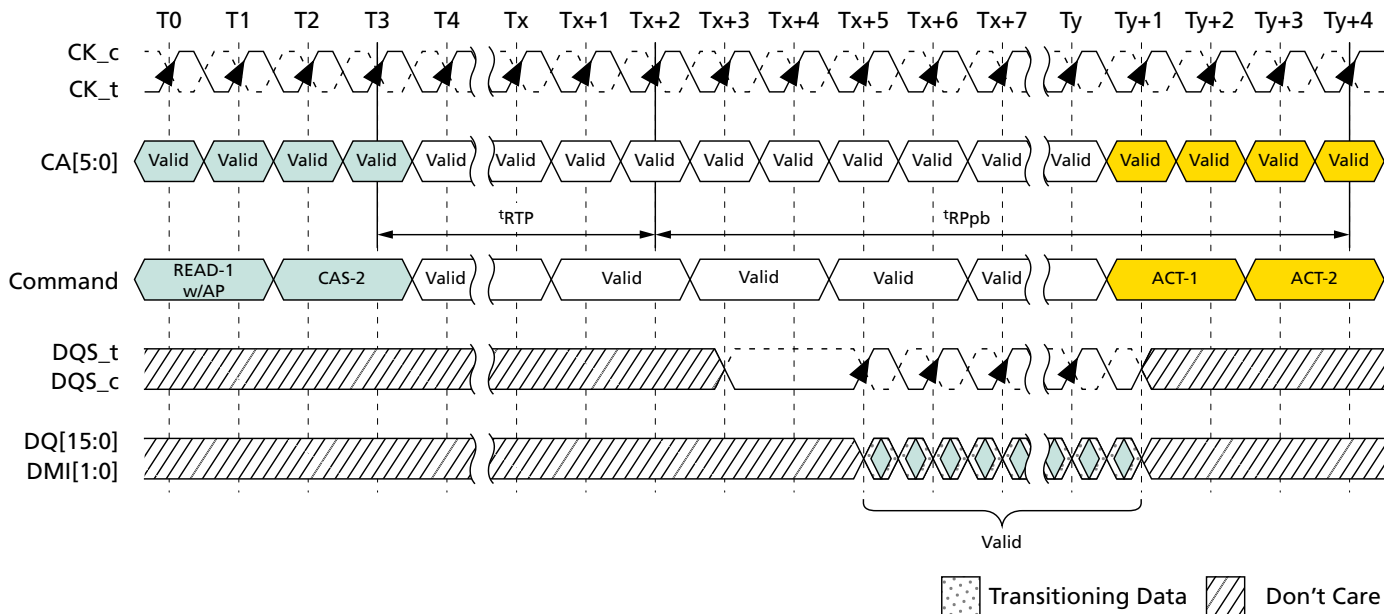 T0 T1 T2 T3 T4 Tx Tx+1 Tx+2 Tx+3 Tx+4 Tx+5 Tx+6 Tx+7 Ty Ty+1 Ty+2 Ty+3 Ty+4
CK_c
CK_t
CA[5:0] Valid Valid Valid Valid Valid Valid Valid Valid Valid Valid Valid Valid Valid Valid Valid Valid Valid Valid
tRTP tRPpb
Command READ-1 w/AP CAS-2 Valid Valid Valid Valid Valid ACT-1 ACT-2
DQS_t
DQS_c
DQ[15:0]
DMI[1:0]
Valid
Transitioning Data Don't Care